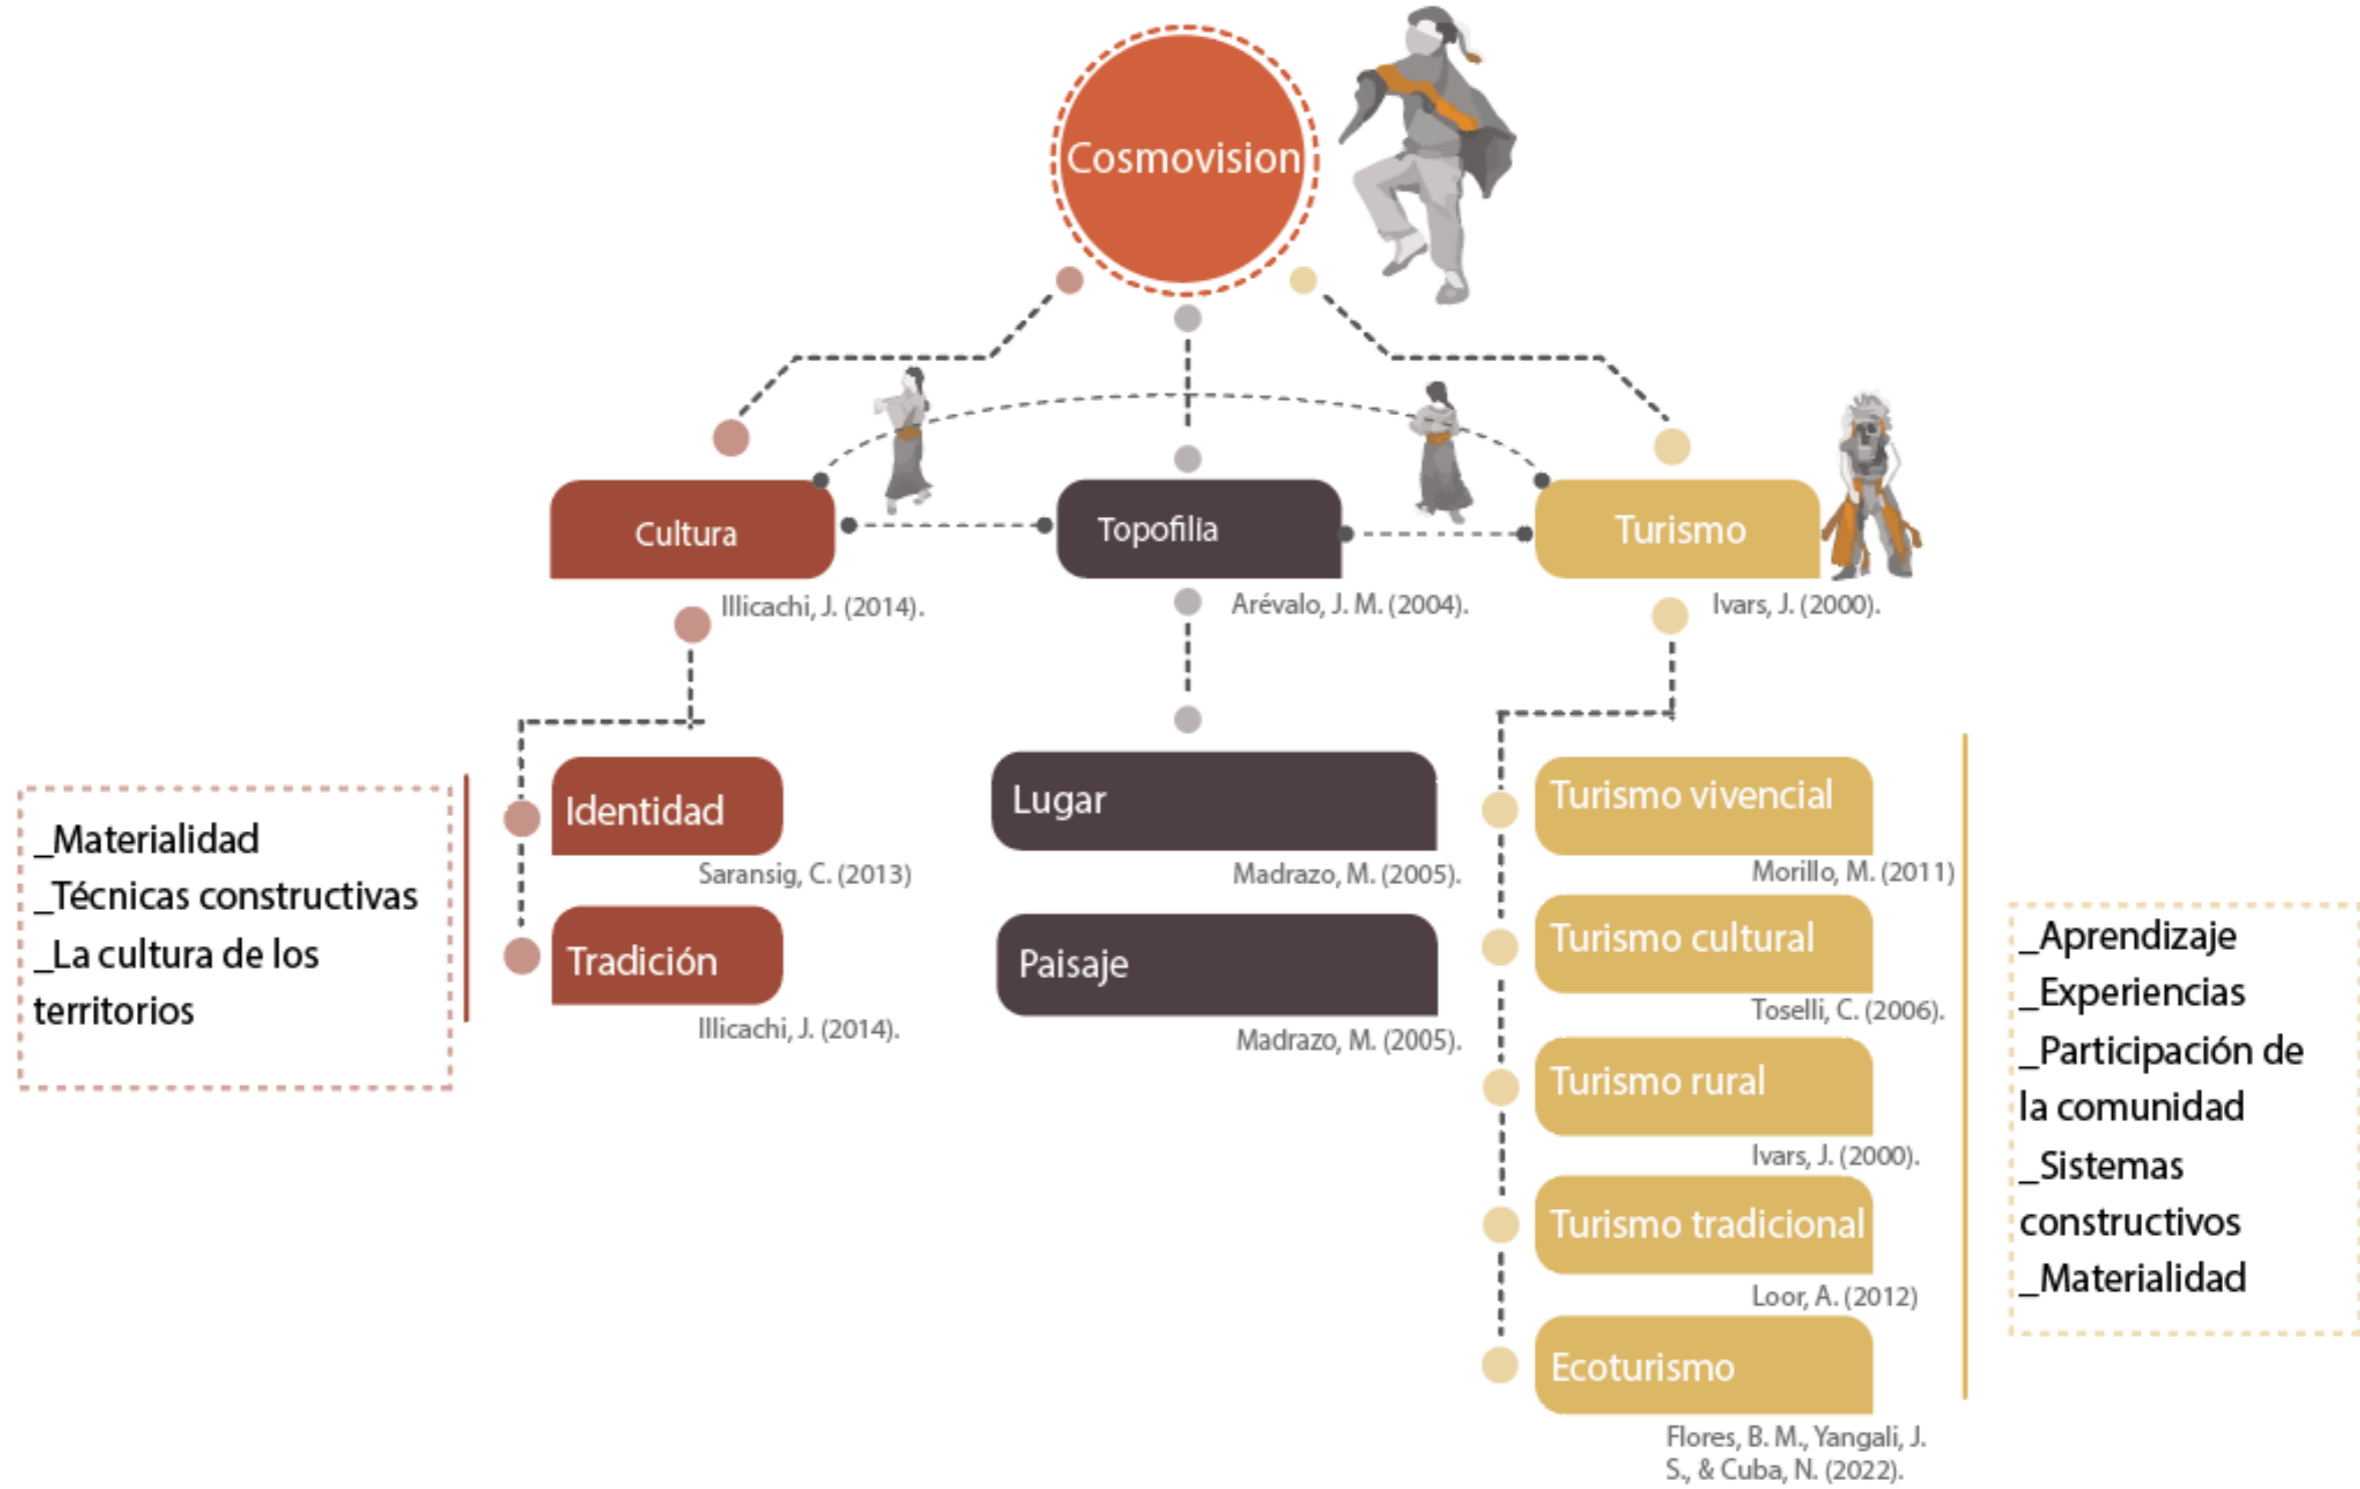 Cosmovision
Cultura
Illicachi, J. (2014).
Topofilia
Arévalo, J. M. (2004).
Turismo
Ivars, J. (2000).
_Materialidad
_Técnicas constructivas
_La cultura de los
territorios
Identidad
Saransig, C. (2013)
Tradición
Illicachi, J. (2014).
Lugar
Madrazo, M. (2005).
Paisaje
Madrazo, M. (2005).
Turismo vivencial
Morillo, M. (2011)
Turismo cultural
Toselli, C. (2006).
Turismo rural
Ivars, J. (2000).
Turismo tradicional
Loor, A. (2012)
Ecoturismo
Flores, B. M., Yangali, J.
S., & Cuba, N. (2022).
_Aprendizaje
_Experiencias
_Participación de
la comunidad
_Sistemas
constructivos
_Materialidad